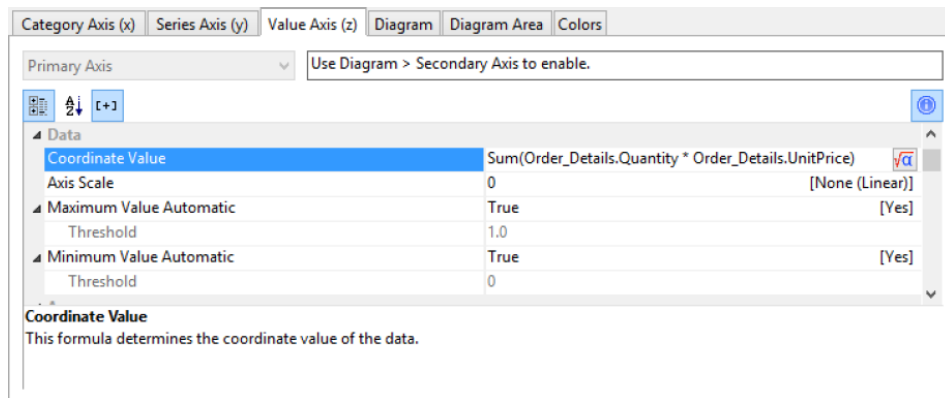 Category Axis (x) Series Axis (y) Value Axis (z) Diagram Diagram Area Colors
Primary Axis Use Diagram > Secondary Axis to enable.
A Z [+]
Data
Coordinate Value Sum(Order_Details.Quantity * Order_Details.UnitPrice) √α
Axis Scale 0 [None (Linear)]
Maximum Value Automatic True [Yes]
Threshold 1.0
Minimum Value Automatic True [Yes]
Threshold 0
Coordinate Value
This formula determines the coordinate value of the data.